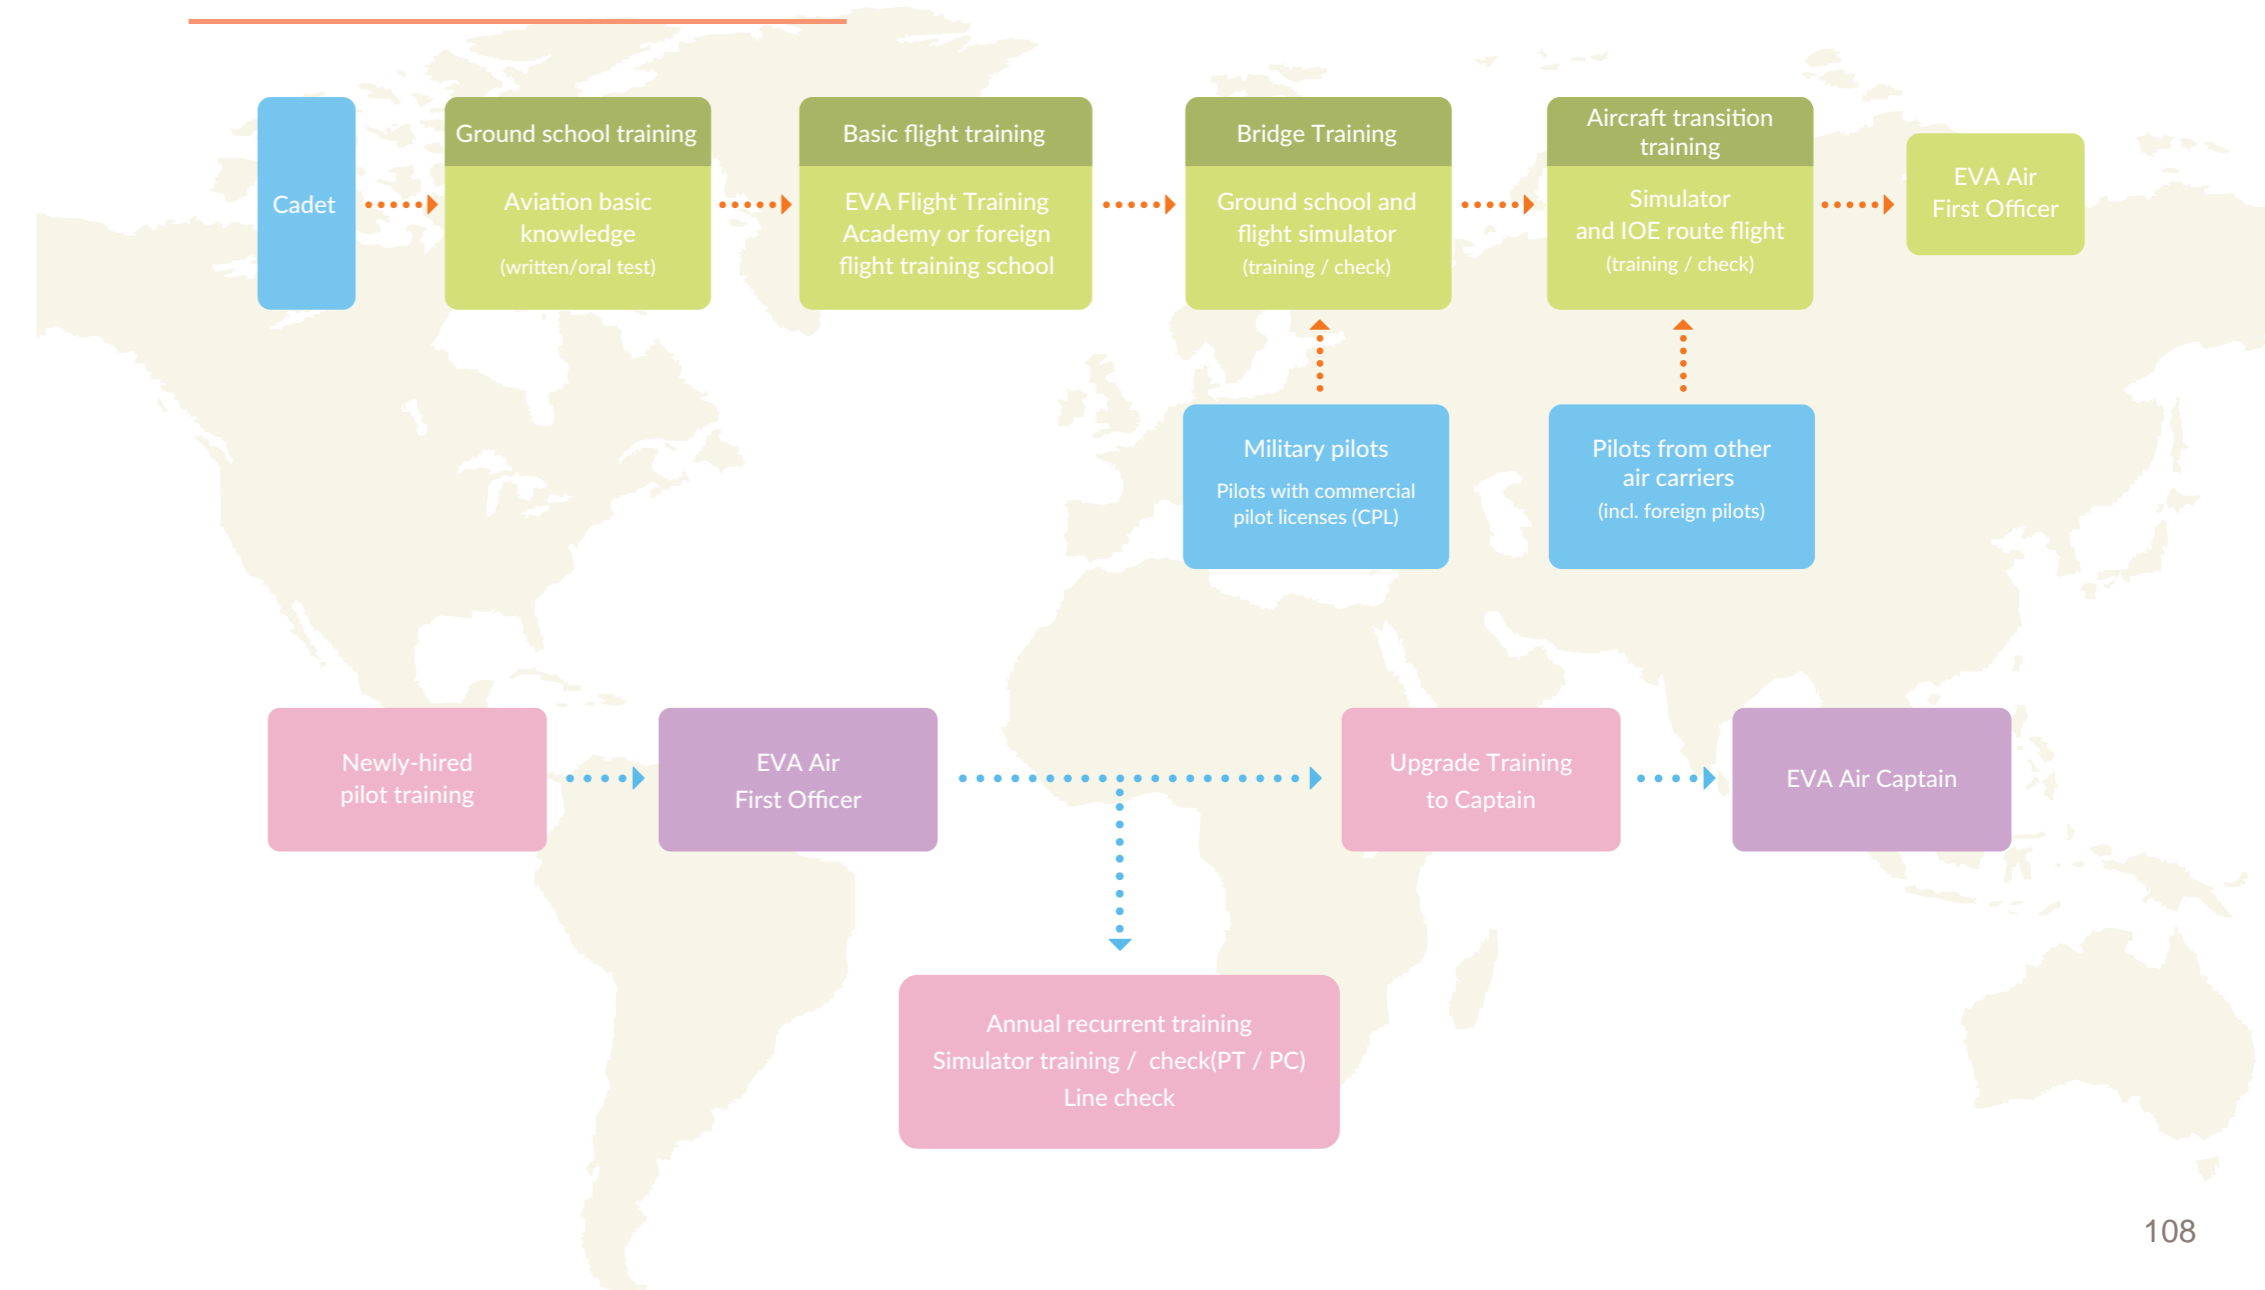 Cadet
Ground school training
Aviation basic
knowledge
(written/oral test)
Basic flight training
EVA Flight Training
Academy or foreign
flight training school
Bridge Training
Ground school and
flight simulator
(training / check)
Aircraft transition
training
Simulator
and IOE route flight
(training / check)
EVA Air
First Officer
Military pilots
Pilots with commercial
pilot licenses (CPL)
Pilots from other
air carriers
(incl. foreign pilots)
Newly-hired
pilot training
EVA Air
First Officer
Upgrade Training
to Captain
EVA Air Captain
Annual recurrent training
Simulator training / check(PT / PC)
Line check
108